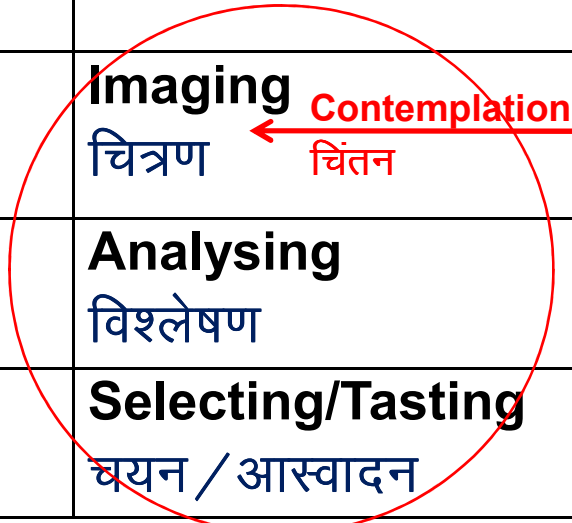 Imaging
Contemplation
चित्रण
चिंतन
Analysing
विश्लेषण
Selecting/Tasting
चयन / आस्वादन